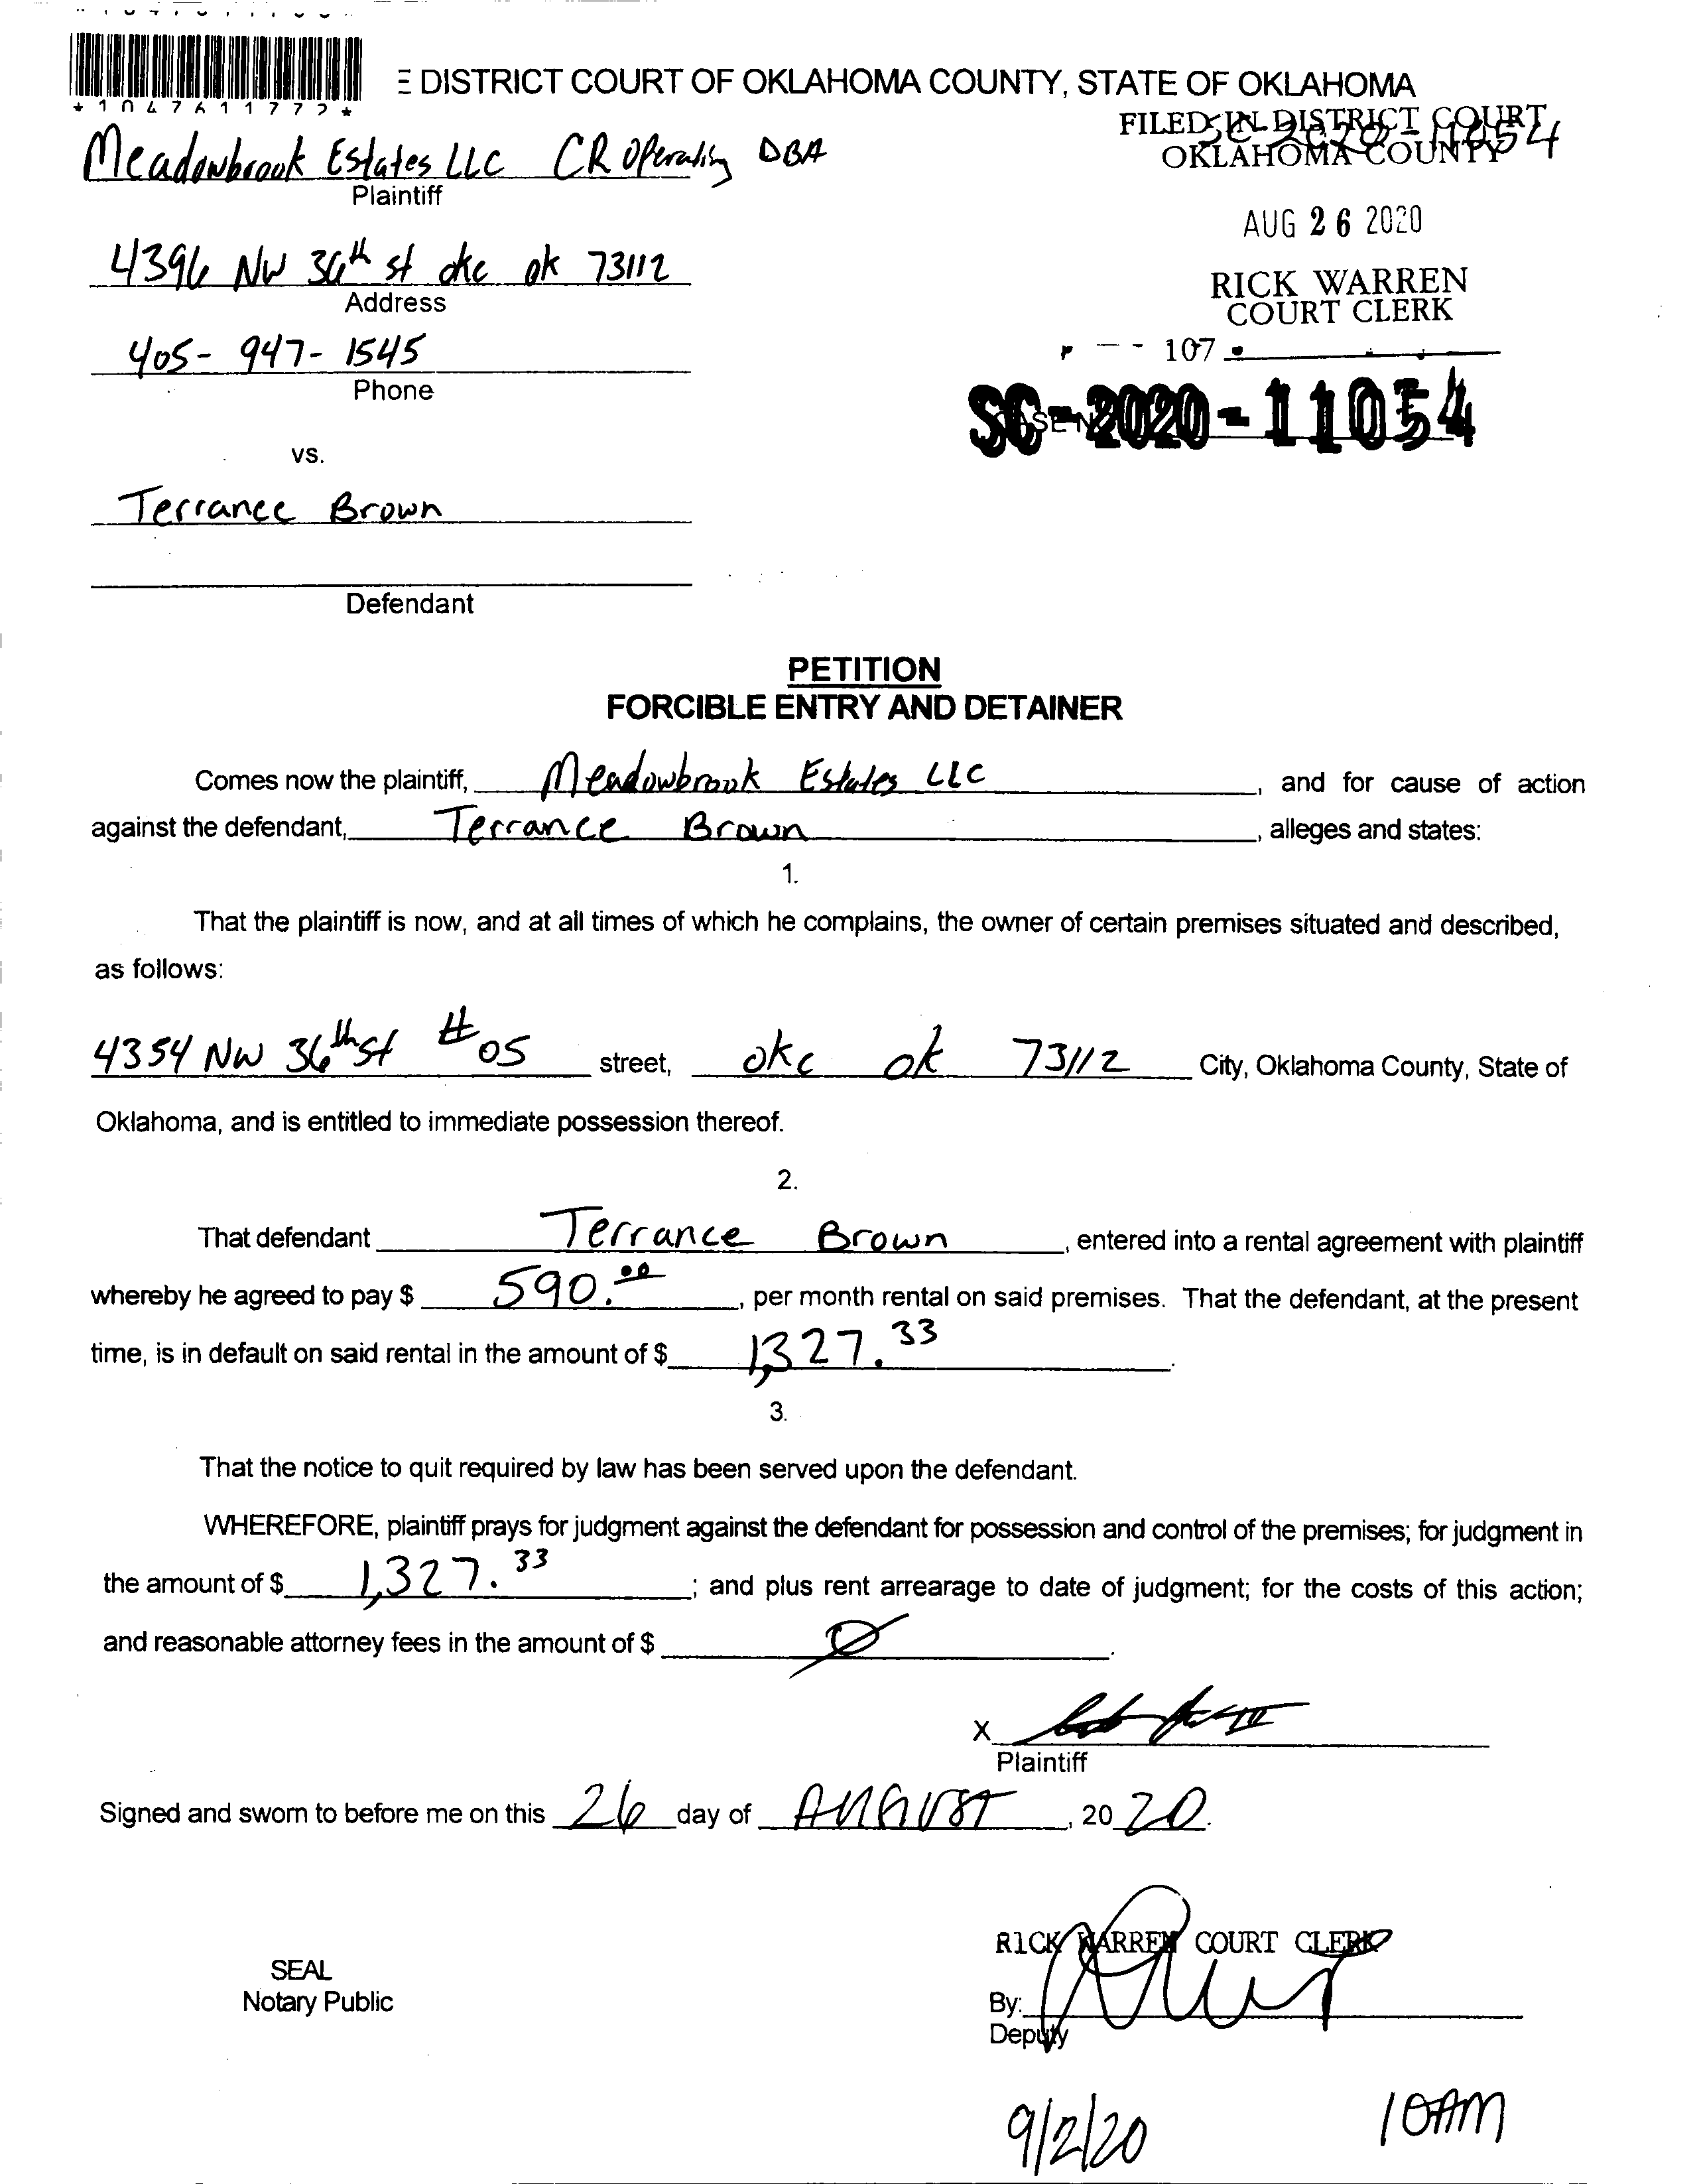 *1047611772*
E DISTRICT COURT OF OKLAHOMA COUNTY, STATE OF OKLAHOMA
FILED IN DISTRICT COURT
OKLAHOMA COUNTY
SC-2020-11054
Meadowbrook Estates LLC CR Operating DBA
Plaintiff
AUG 26 2020
4396 NW 36th st okc ok 73112
Address
RICK WARREN
COURT CLERK
405-947-1545
107
Phone
SC-2020-11054
vs.
Terrance Brown
Defendant
PETITION
FORCIBLE ENTRY AND DETAINER
Comes now the plaintiff, Meadowbrook Estates LLC, and for cause of action
against the defendant, Terrance Brown, alleges and states:
1.
That the plaintiff is now, and at all times of which he complains, the owner of certain premises situated and described,
as follows:
4354 NW 36th st #05 street, okc ok 73112 City, Oklahoma County, State of
Oklahoma, and is entitled to immediate possession thereof.
2.
That defendant Terrance Brown, entered into a rental agreement with plaintiff
whereby he agreed to pay $ 590.00, per month rental on said premises. That the defendant, at the present
time, is in default on said rental in the amount of $ 1,327.33.
3.
That the notice to quit required by law has been served upon the defendant.
WHEREFORE, plaintiff prays for judgment against the defendant for possession and control of the premises; for judgment in
the amount of $ 1,327.33; and plus rent arrearage to date of judgment; for the costs of this action;
and reasonable attorney fees in the amount of $ Ø.
X
Plaintiff
Signed and sworn to before me on this 26 day of AUGUST, 2020.
RICK WARREN COURT CLERK
SEAL
Notary Public
By:
Deputy
9/2/20 10AM